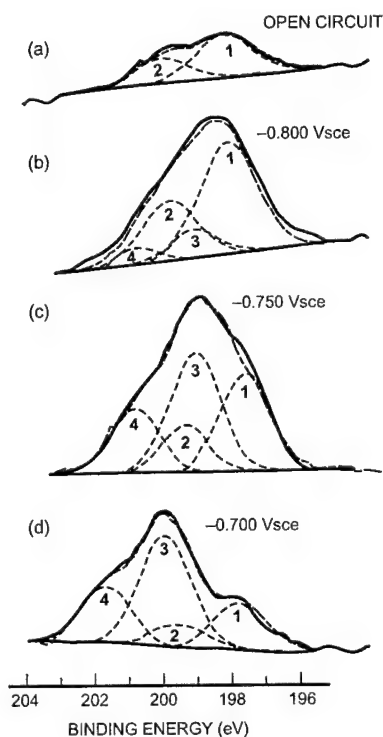 OPEN CIRCUIT
(a)
2
1
−0.800 Vsce
(b)
1
2
3
4
−0.750 Vsce
(c)
3
1
4
2
−0.700 Vsce
(d)
3
4
1
2
204 202 200 198 196
BINDING ENERGY (eV)